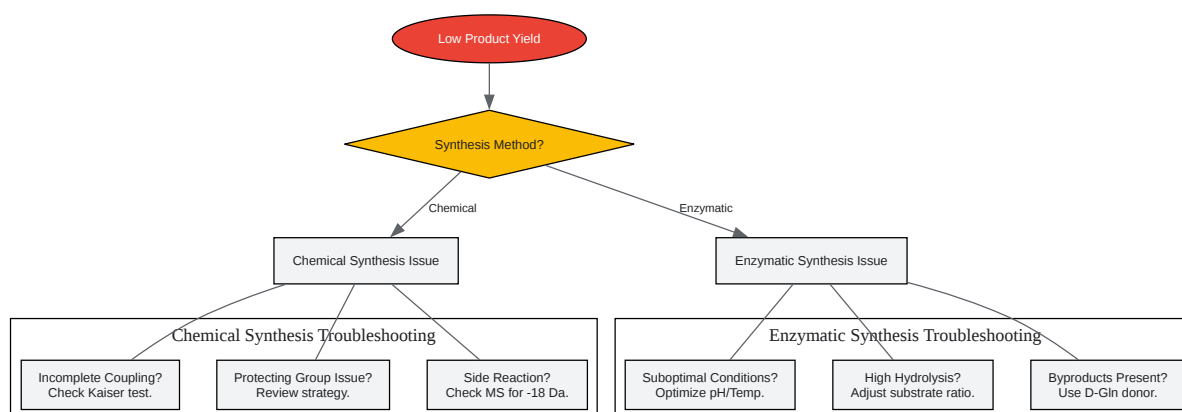 Low Product Yield
Synthesis Method?
Chemical
Enzymatic
Chemical Synthesis Issue
Enzymatic Synthesis Issue
Chemical Synthesis Troubleshooting
Enzymatic Synthesis Troubleshooting
Incomplete Coupling?
Check Kaiser test.
Protecting Group Issue?
Review strategy.
Side Reaction?
Check MS for -18 Da.
Suboptimal Conditions?
Optimize pH/Temp.
High Hydrolysis?
Adjust substrate ratio.
Byproducts Present?
Use D-Gln donor.